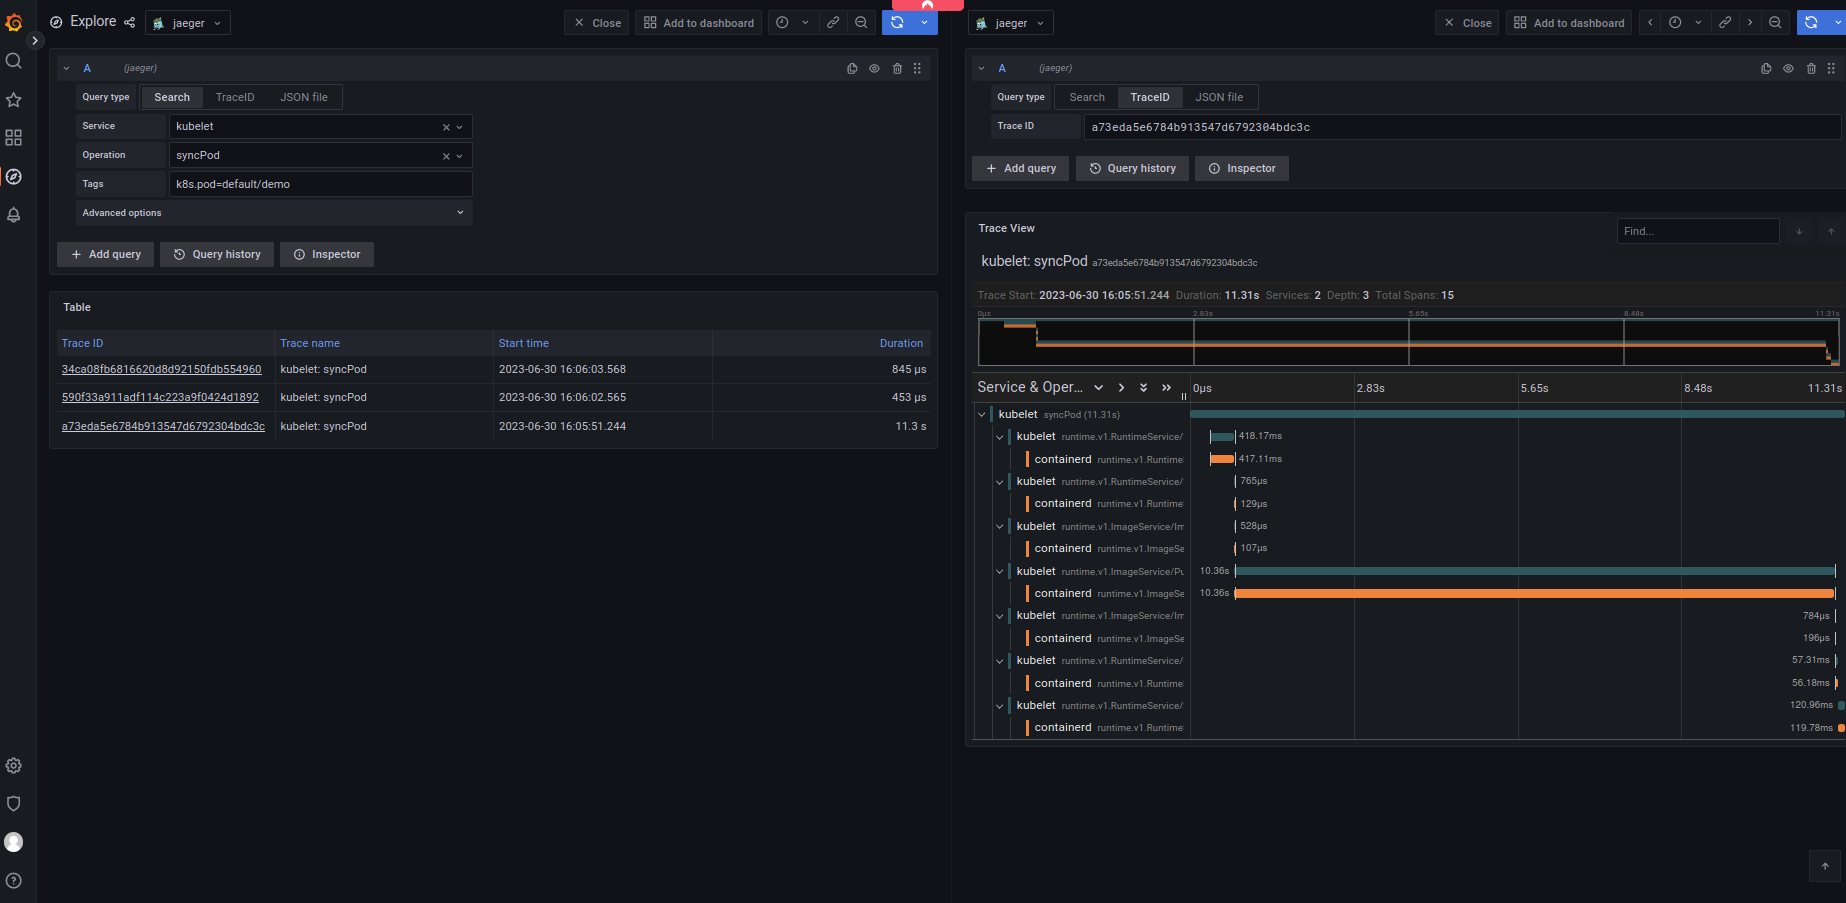 Explore jaeger
Close Add to dashboard
A (jaeger)
Query type Search TraceID JSON file
Service kubelet
Operation syncPod
Tags k8s.pod=default/demo
Advanced options
Add query Query history Inspector
Table
Trace ID Trace name Start time Duration
34ca08fb6816620d8d92150fdb554960 kubelet: syncPod 2023-06-30 16:06:03.568 845 µs
590f33a911adf114c223a9f0424d1892 kubelet: syncPod 2023-06-30 16:06:02.565 453 µs
a73eda5e6784b913547d6792304bdc3c kubelet: syncPod 2023-06-30 16:05:51.244 11.3 s
jaeger
Close Add to dashboard
A (jaeger)
Query type Search TraceID JSON file
Trace ID a73eda5e6784b913547d6792304bdc3c
Add query Query history Inspector
Trace View Find...
kubelet: syncPod a73eda5e6784b913547d6792304bdc3c
Trace Start: 2023-06-30 16:05:51.244 Duration: 11.31s Services: 2 Depth: 3 Total Spans: 15
0µs 2.83s 5.65s 8.48s 11.31s
Service & Oper... 0µs 2.83s 5.65s 8.48s 11.31s
kubelet syncPod (11.31s)
kubelet runtime.v1.RuntimeService/ 418.17ms
containerd runtime.v1.Runtime 417.11ms
kubelet runtime.v1.RuntimeService/ 765µs
containerd runtime.v1.Runtime 129µs
kubelet runtime.v1.ImageService/Im 528µs
containerd runtime.v1.ImageSe 107µs
kubelet runtime.v1.ImageService/Pu 10.36s
containerd runtime.v1.ImageSe 10.36s
kubelet runtime.v1.ImageService/Im 784µs
containerd runtime.v1.ImageSe 196µs
kubelet runtime.v1.RuntimeService/ 57.31ms
containerd runtime.v1.Runtime 56.18ms
kubelet runtime.v1.RuntimeService/ 120.96ms
containerd runtime.v1.Runtime 119.78ms